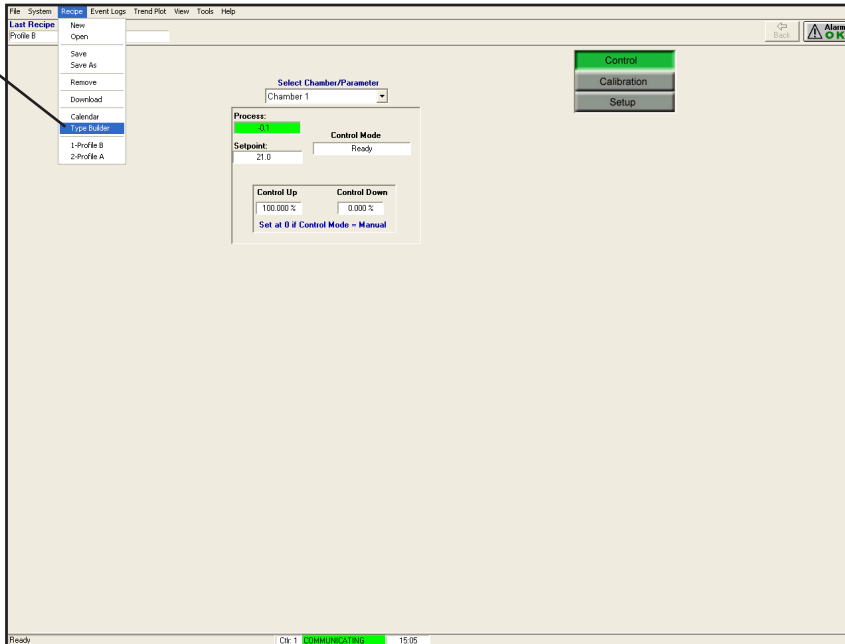 File System Recipe Event Logs Trend Plot View Tools Help
Last Recipe
Profile B
New
Open
Save
Save As
Remove
Download
Calendar
Type Builder
1-Profile B
2-Profile A
Back
Alarm
OK
Control
Calibration
Setup
Select Chamber/Parameter
Chamber 1
Process:
-0.1
Control Mode
Ready
Setpoint:
21.0
Control Up Control Down
100.000 % 0.000 %
Set at 0 if Control Mode = Manual
Ready Ctlr: 1 COMMUNICATING 15:05